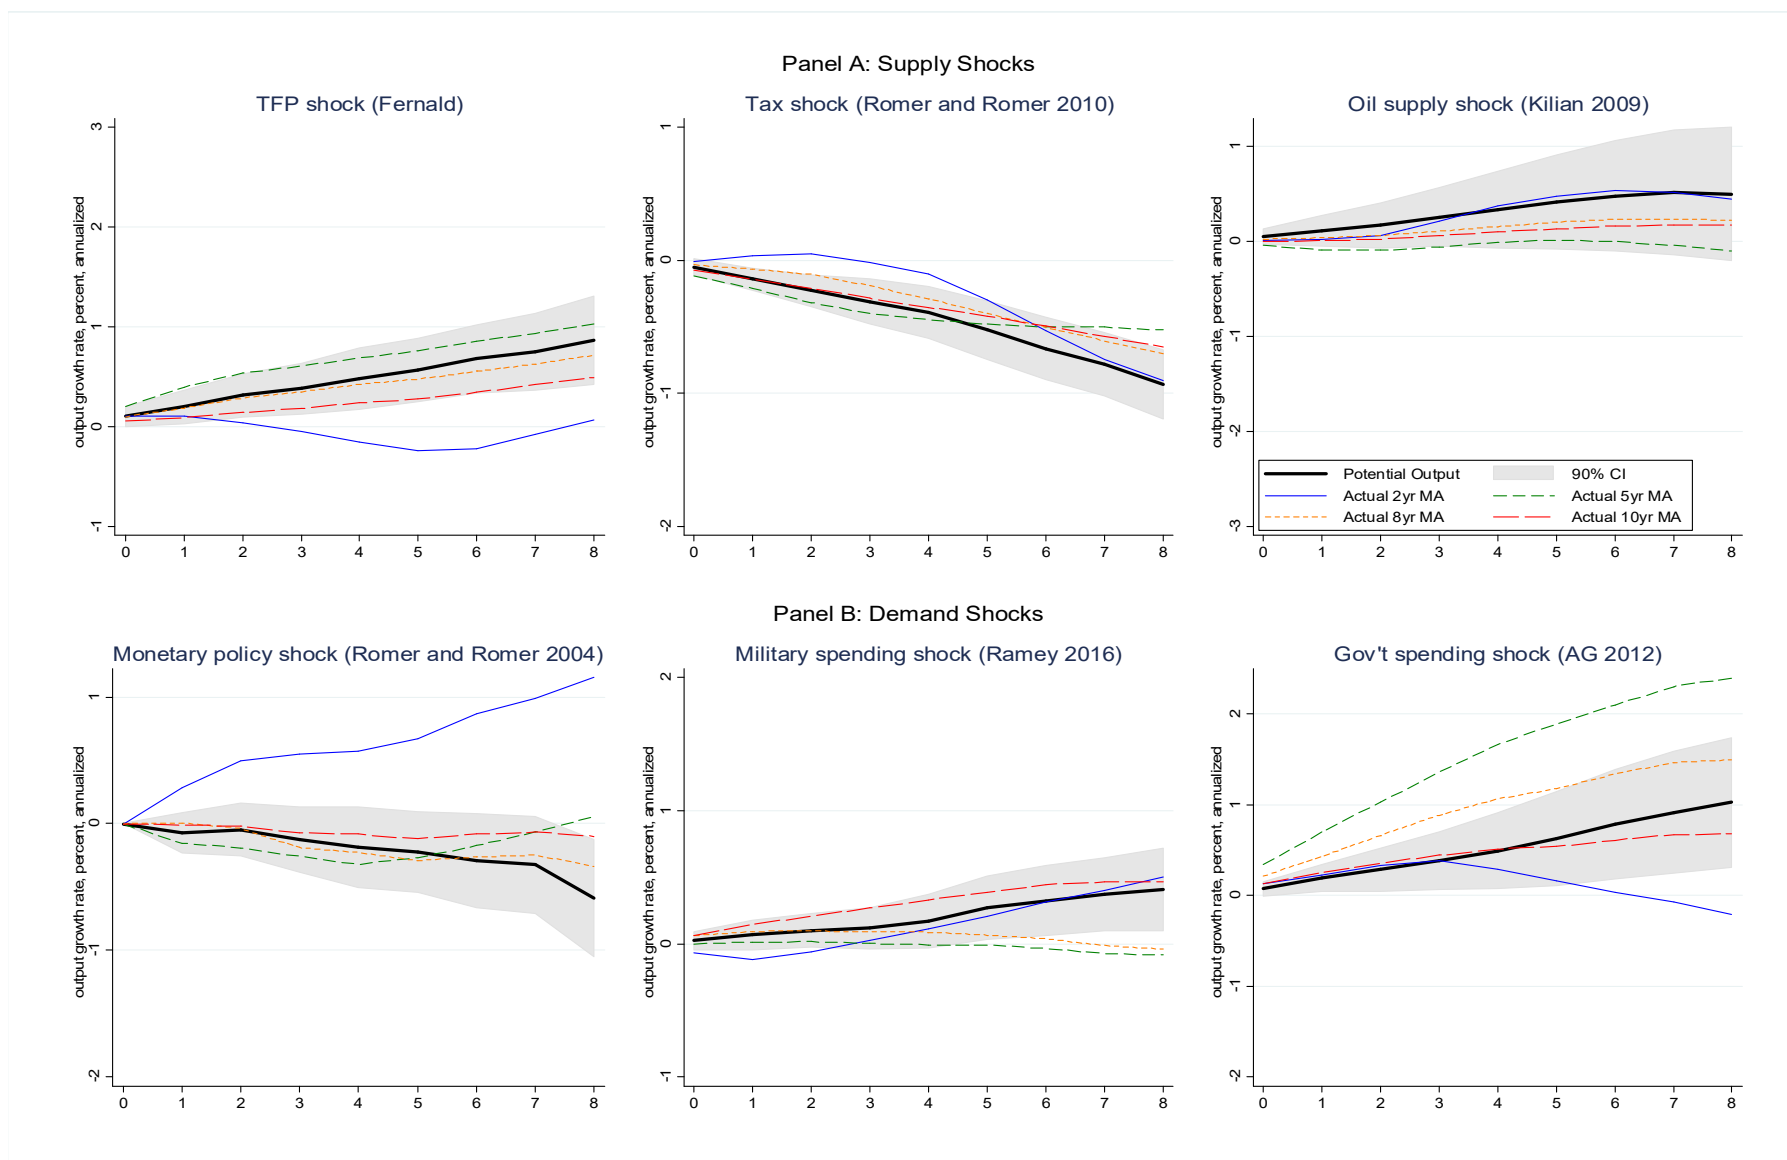 Panel A: Supply Shocks
TFP shock (Fernald)
output growth rate, percent, annualized
3
2
1
0
-1
0 1 2 3 4 5 6 7 8
Tax shock (Romer and Romer 2010)
output growth rate, percent, annualized
1
0
-1
-2
0 1 2 3 4 5 6 7 8
Oil supply shock (Kilian 2009)
output growth rate, percent, annualized
1
0
-1
-2
-3
Potential Output 90% CI
Actual 2yr MA Actual 5yr MA
Actual 8yr MA Actual 10yr MA
0 1 2 3 4 5 6 7 8
Panel B: Demand Shocks
Monetary policy shock (Romer and Romer 2004)
output growth rate, percent, annualized
1
0
-1
-2
0 1 2 3 4 5 6 7 8
Military spending shock (Ramey 2016)
output growth rate, percent, annualized
2
1
0
-1
0 1 2 3 4 5 6 7 8
Gov't spending shock (AG 2012)
output growth rate, percent, annualized
2
1
0
-1
-2
0 1 2 3 4 5 6 7 8